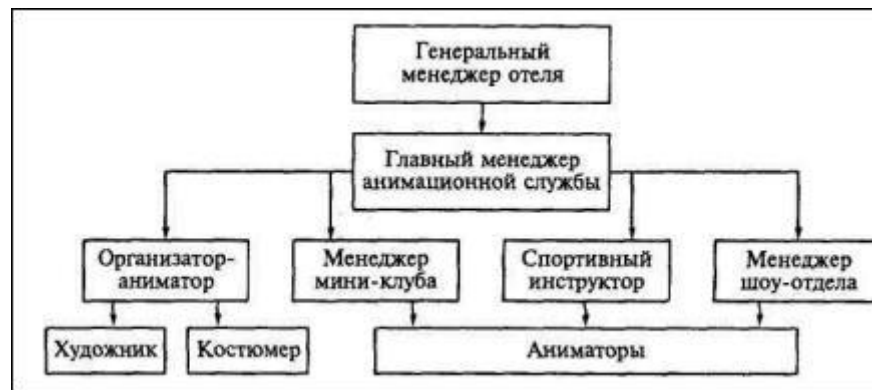 Генеральный
менеджер отеля
Главный менеджер
анимационной службы
Организатор-
аниматор
Менеджер
мини-клуба
Спортивный
инструктор
Менеджер
шоу-отдела
Художник
Костюмер
Аниматоры